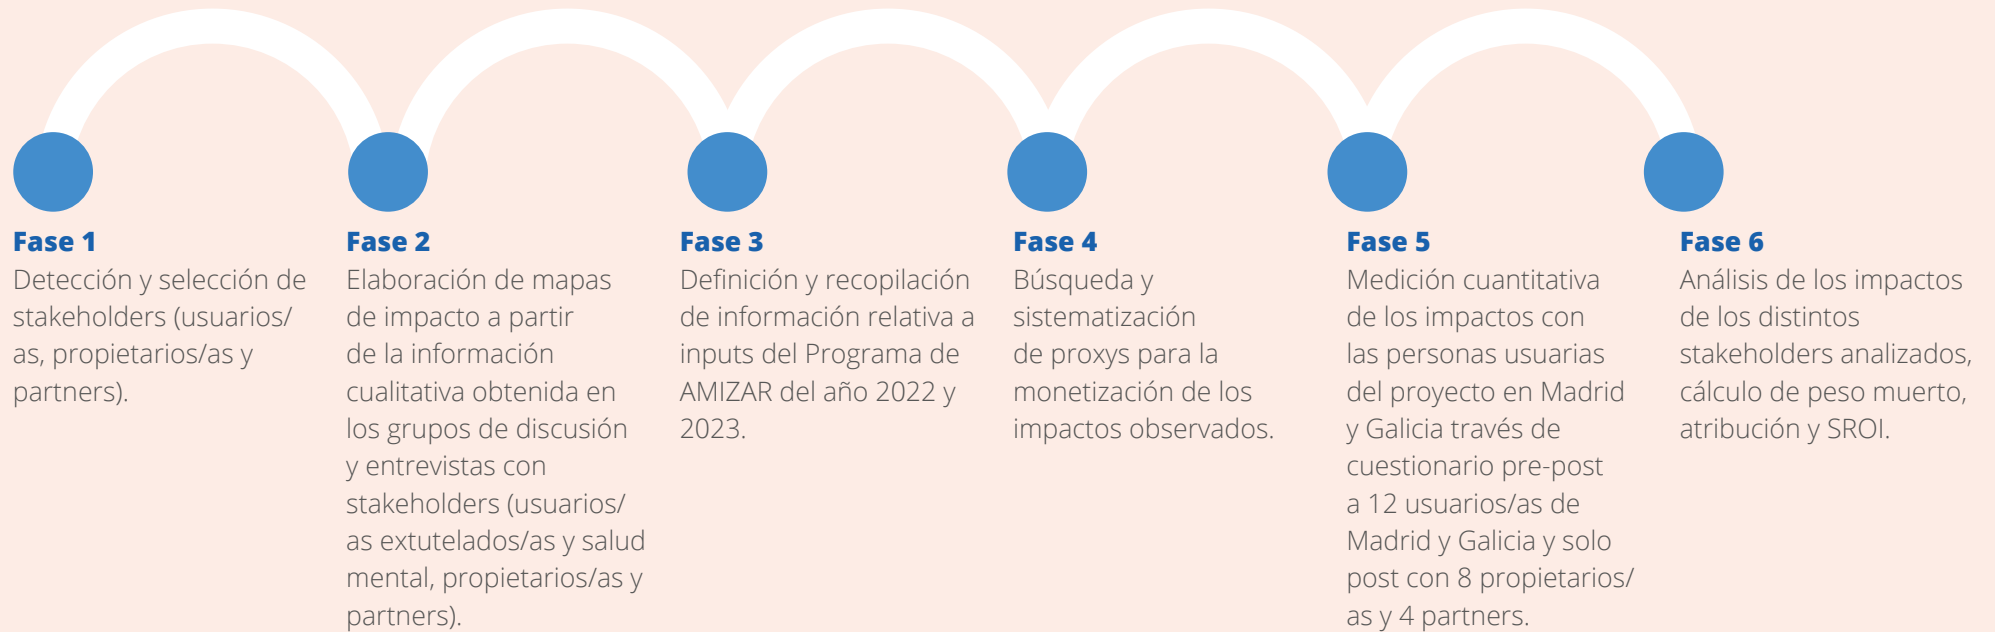 Fase 1
Detección y selección de
stakeholders (usuarios/
as, propietarios/as y
partners).
Fase 2
Elaboración de mapas
de impacto a partir
de la información
cualitativa obtenida en
los grupos de discusión
y entrevistas con
stakeholders (usuarios/
as extutelados/as y salud
mental, propietarios/as y
partners).
Fase 3
Definición y recopilación
de información relativa a
inputs del Programa de
AMIZAR del año 2022 y
2023.
Fase 4
Búsqueda y
sistematización
de proxys para la
monetización de los
impactos observados.
Fase 5
Medición cuantitativa
de los impactos con
las personas usuarias
del proyecto en Madrid
y Galicia través de
cuestionario pre-post
a 12 usuarios/as de
Madrid y Galicia y solo
post con 8 propietarios/
as y 4 partners.
Fase 6
Análisis de los impactos
de los distintos
stakeholders analizados,
cálculo de peso muerto,
atribución y SROI.